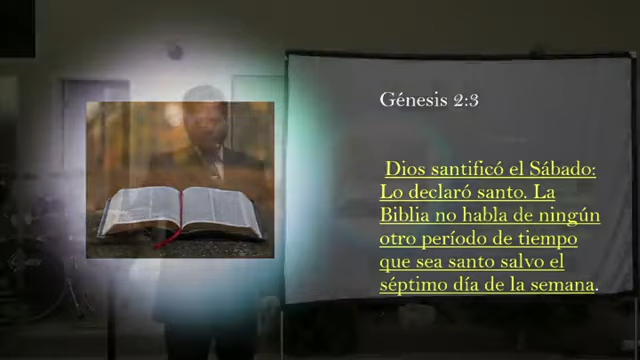 Génesis 2:3
Dios santificó el Sábado:
Lo declaró santo. La
Biblia no habla de ningún
otro período de tiempo
que sea santo salvo el
séptimo día de la semana.